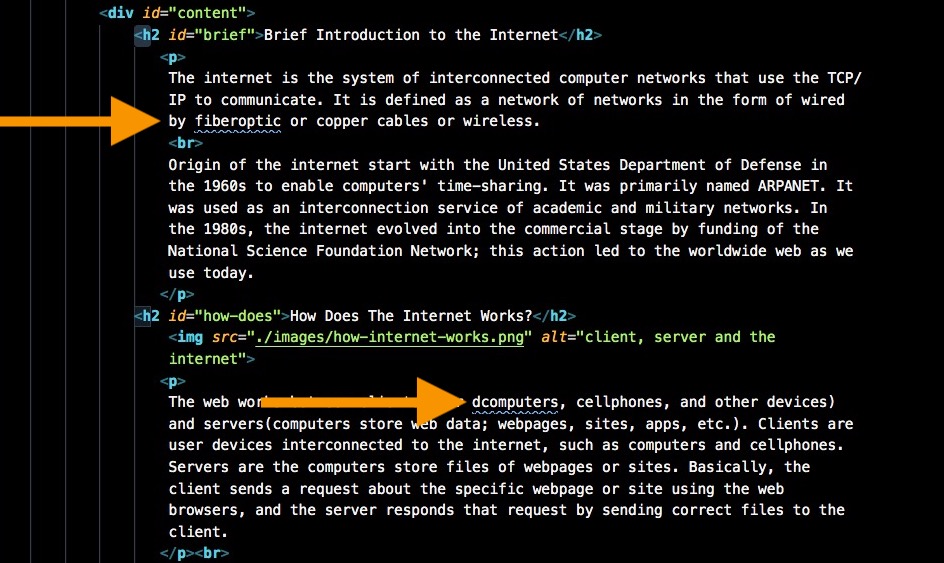 <div id="content">
<h2 id="brief">Brief Introduction to the Internet</h2>
<p>
The internet is the system of interconnected computer networks that use the TCP/
IP to communicate. It is defined as a network of networks in the form of wired
by fiberoptic or copper cables or wireless.
<br>
Origin of the internet start with the United States Department of Defense in
the 1960s to enable computers' time-sharing. It was primarily named ARPANET. It
was used as an interconnection service of academic and military networks. In
the 1980s, the internet evolved into the commercial stage by funding of the
National Science Foundation Network; this action led to the worldwide web as we
use today.
</p>
<h2 id="how-does">How Does The Internet Works?</h2>
<img src="./images/how-internet-works.png" alt="client, server and the
internet">
<p>
The web dcomputers, cellphones, and other devices)
and servers(computers store web data; webpages, sites, apps, etc.). Clients are
user devices interconnected to the internet, such as computers and cellphones.
Servers are the computers store files of webpages or sites. Basically, the
client sends a request about the specific webpage or site using the web
browsers, and the server responds that request by sending correct files to the
client.
</p><br>